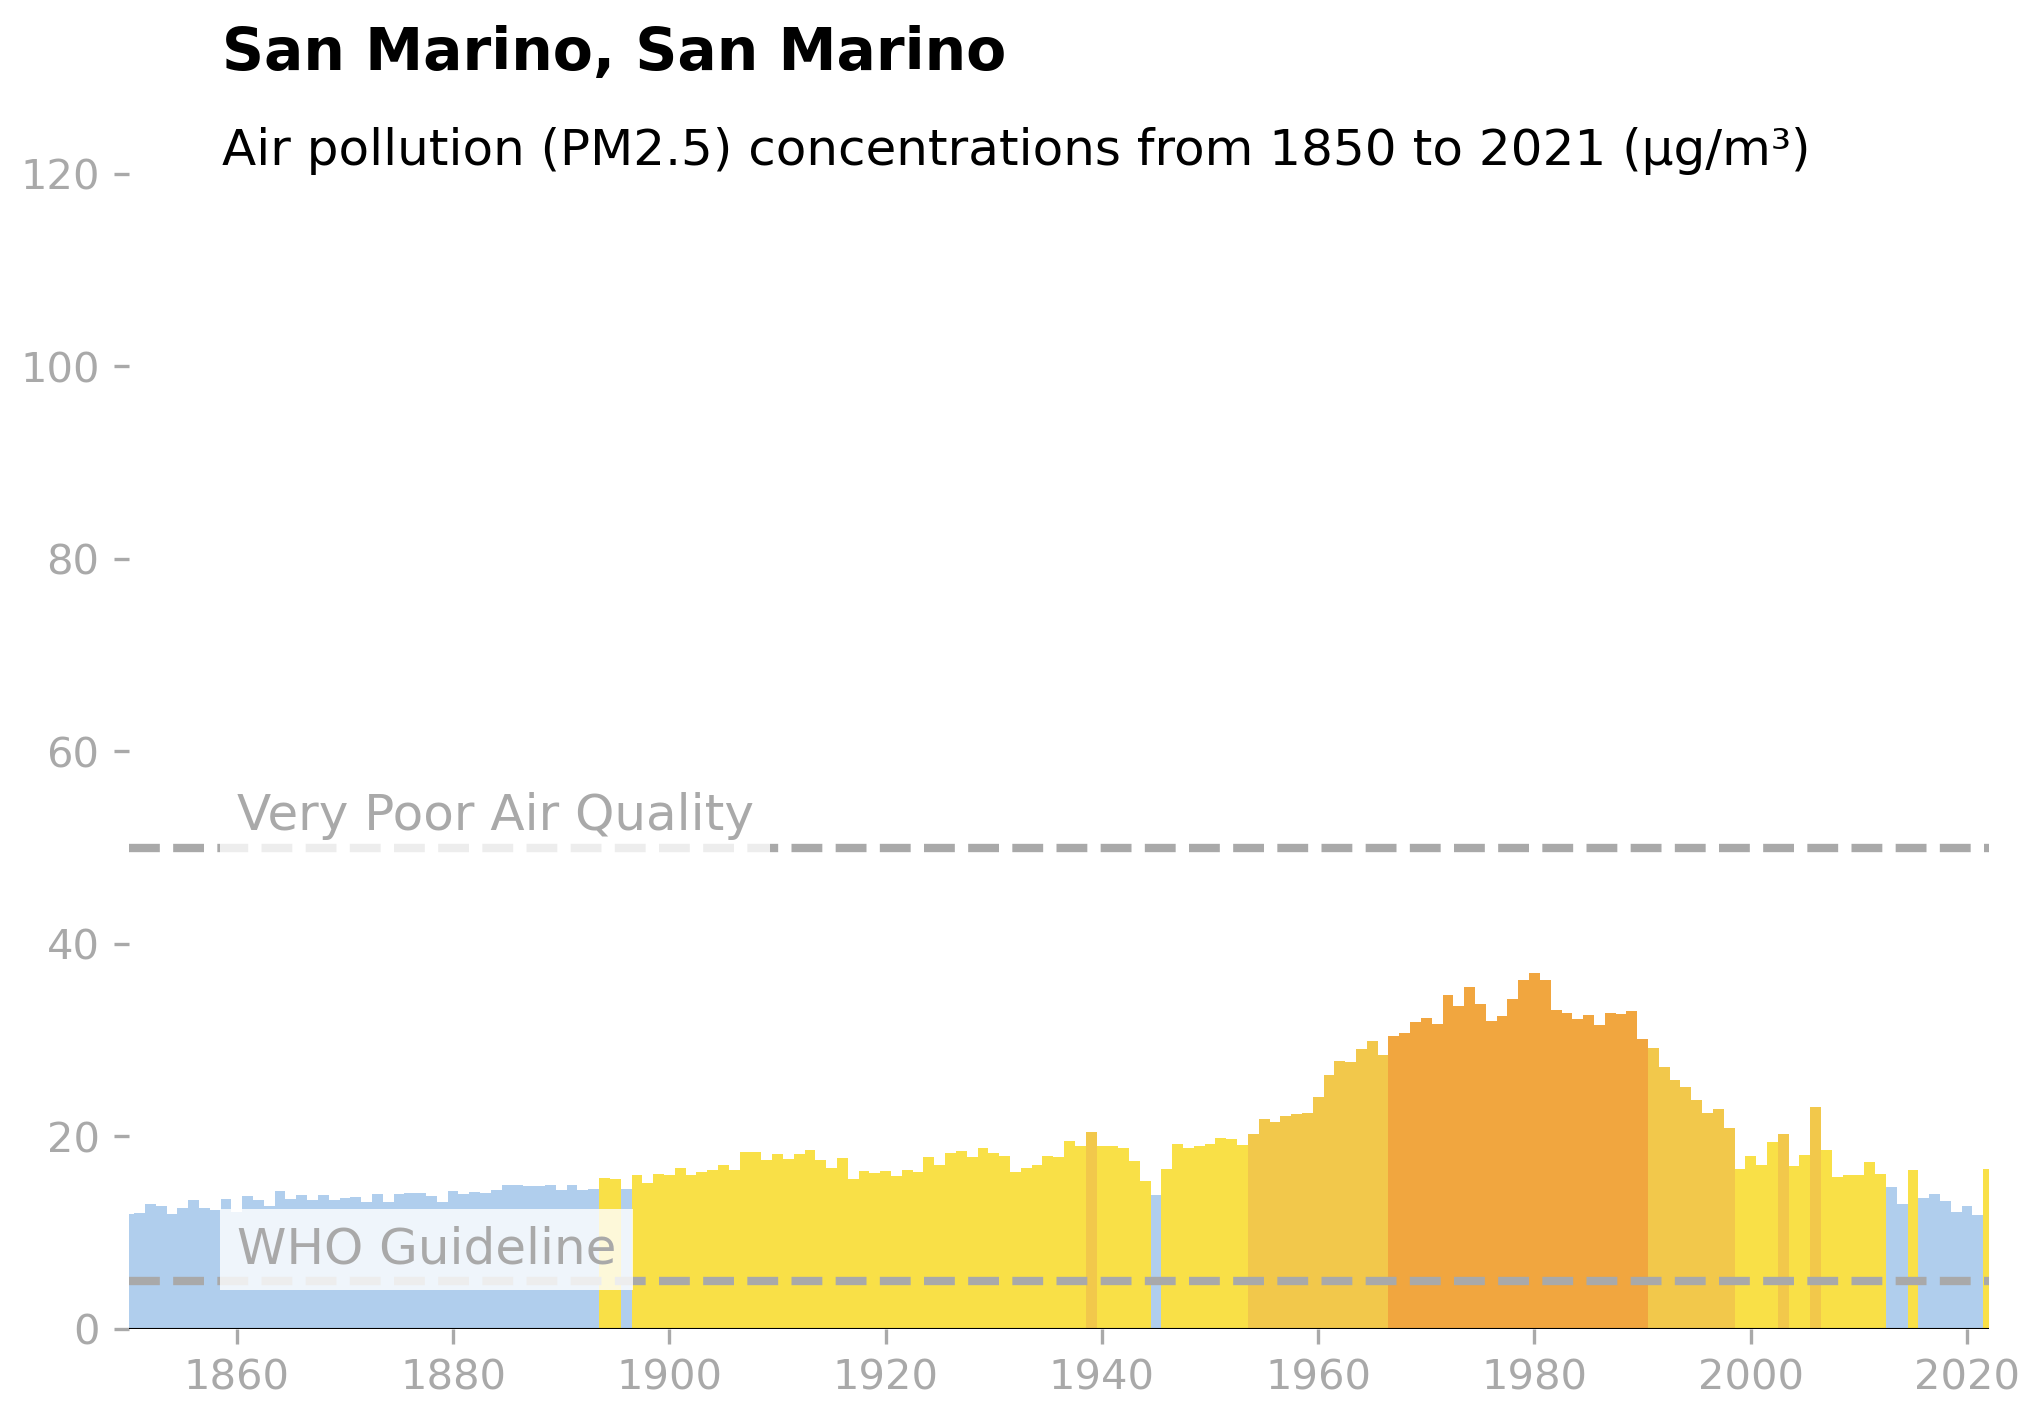 San Marino, San Marino
Air pollution (PM2.5) concentrations from 1850 to 2021 (μg/m³)
120
100
80
60
Very Poor Air Quality
40
20
WHO Guideline
0
1860 1880 1900 1920 1940 1960 1980 2000 2020